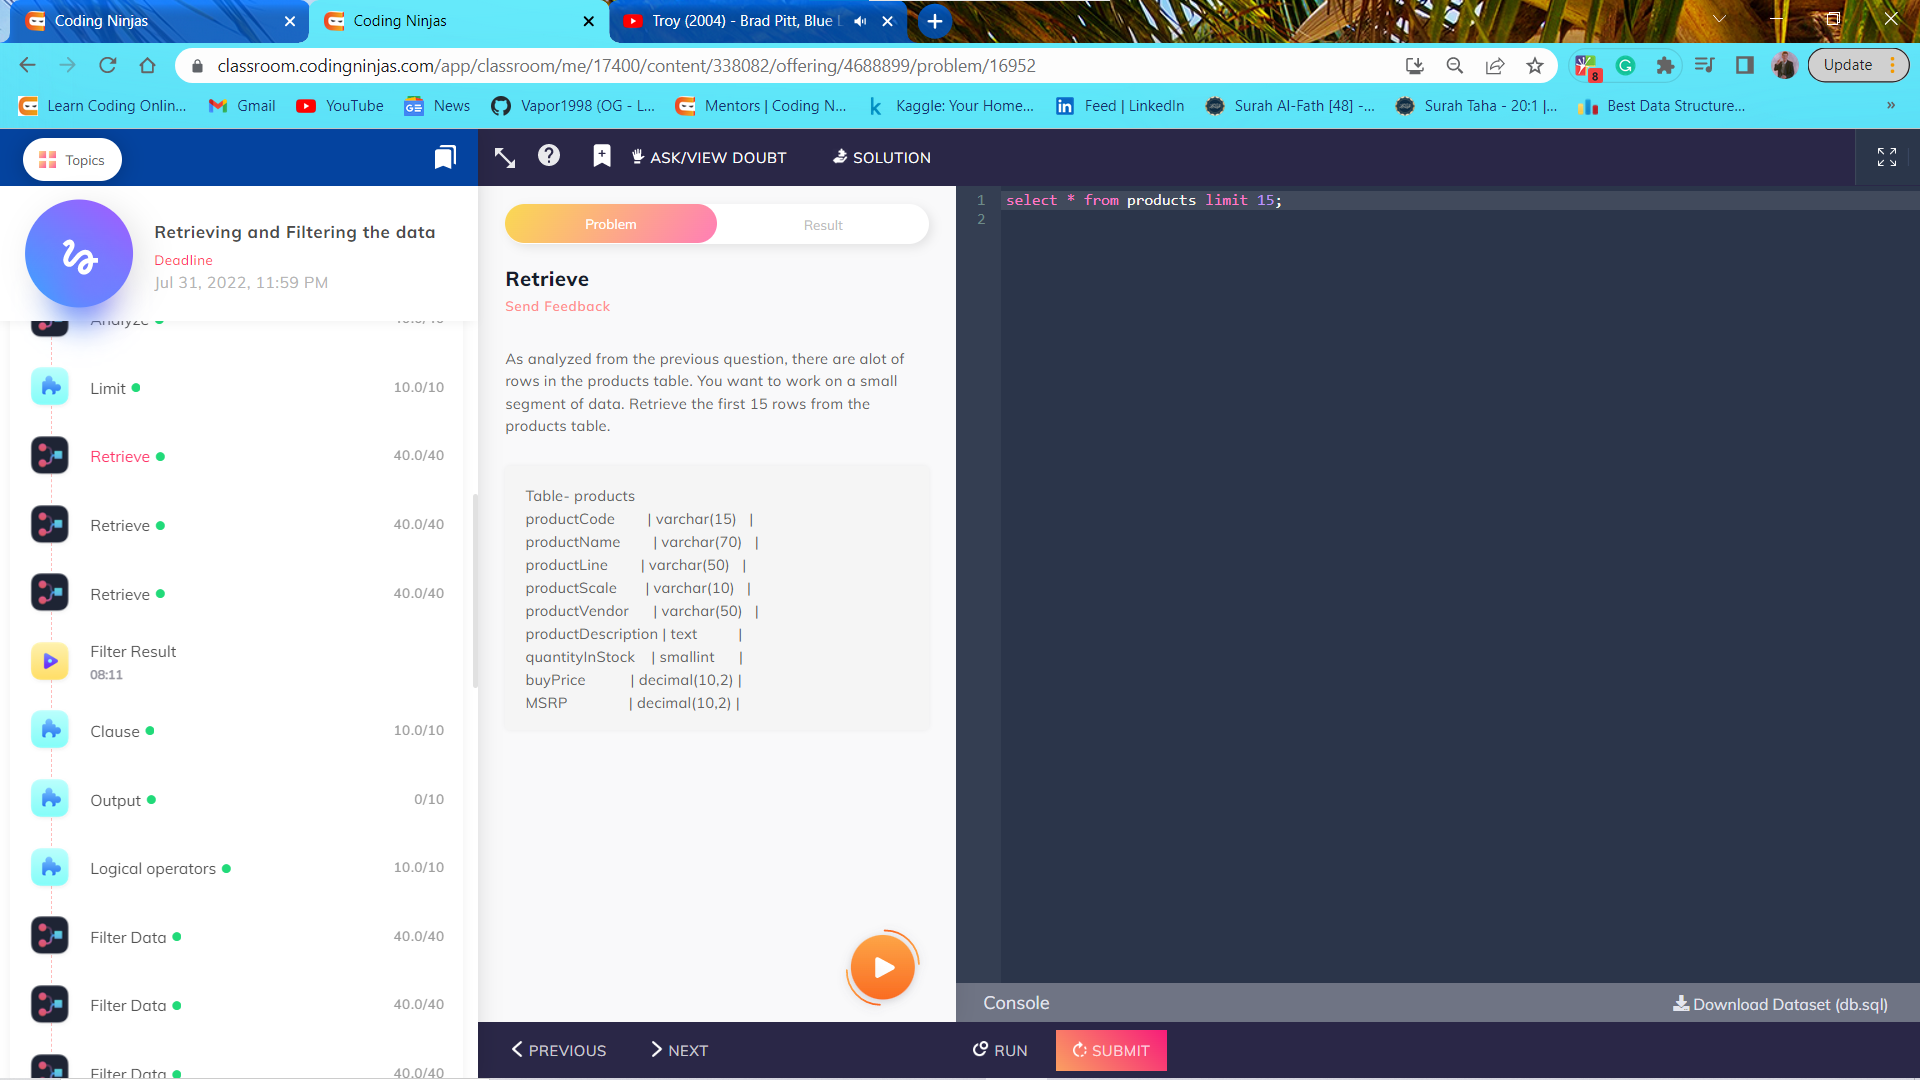 Coding Ninjas
Coding Ninjas
Troy (2004) - Brad Pitt, Blue L
classroom.codingninjas.com/app/classroom/me/17400/content/338082/offering/4688899/problem/16952
8
Update
Learn Coding Onlin...
Gmail
YouTube
News
Vapor1998 (OG - L...
Mentors | Coding N...
Kaggle: Your Home...
Feed | LinkedIn
Surah Al-Fath [48] -...
Surah Taha - 20:1 |...
Best Data Structure...
»
Topics
ASK/VIEW DOUBT
SOLUTION
Retrieving and Filtering the data
Deadline
Jul 31, 2022, 11:59 PM
Analyze 40.0/40
Limit 10.0/10
Retrieve 40.0/40
Retrieve 40.0/40
Retrieve 40.0/40
Filter Result
08:11
Clause 10.0/10
Output 0/10
Logical operators 10.0/10
Filter Data 40.0/40
Filter Data 40.0/40
Filter Data 40.0/40
Problem
Result
Retrieve
Send Feedback
As analyzed from the previous question, there are alot of
rows in the products table. You want to work on a small
segment of data. Retrieve the first 15 rows from the
products table.
Table- products
productCode | varchar(15) |
productName | varchar(70) |
productLine | varchar(50) |
productScale | varchar(10) |
productVendor | varchar(50) |
productDescription | text |
quantityInStock | smallint |
buyPrice | decimal(10,2) |
MSRP | decimal(10,2) |
1 select * from products limit 15;
2
Console
Download Dataset (db.sql)
PREVIOUS
NEXT
RUN
SUBMIT